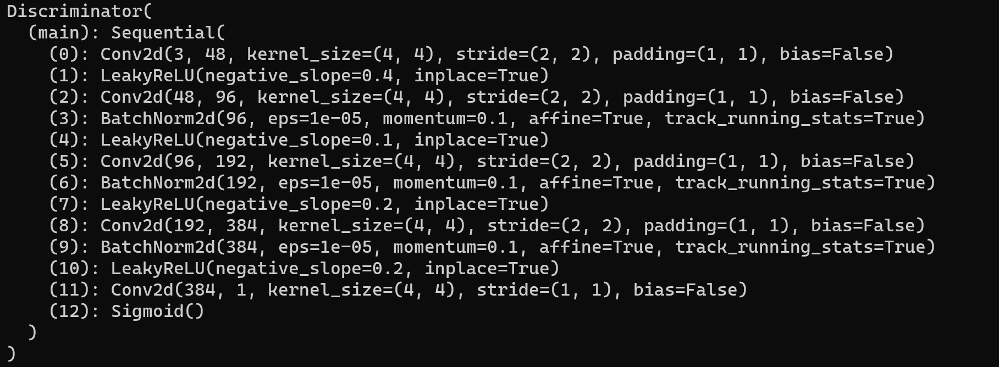 Discriminator(
  (main): Sequential(
    (0): Conv2d(3, 48, kernel_size=(4, 4), stride=(2, 2), padding=(1, 1), bias=False)
    (1): LeakyReLU(negative_slope=0.4, inplace=True)
    (2): Conv2d(48, 96, kernel_size=(4, 4), stride=(2, 2), padding=(1, 1), bias=False)
    (3): BatchNorm2d(96, eps=1e-05, momentum=0.1, affine=True, track_running_stats=True)
    (4): LeakyReLU(negative_slope=0.1, inplace=True)
    (5): Conv2d(96, 192, kernel_size=(4, 4), stride=(2, 2), padding=(1, 1), bias=False)
    (6): BatchNorm2d(192, eps=1e-05, momentum=0.1, affine=True, track_running_stats=True)
    (7): LeakyReLU(negative_slope=0.2, inplace=True)
    (8): Conv2d(192, 384, kernel_size=(4, 4), stride=(2, 2), padding=(1, 1), bias=False)
    (9): BatchNorm2d(384, eps=1e-05, momentum=0.1, affine=True, track_running_stats=True)
    (10): LeakyReLU(negative_slope=0.2, inplace=True)
    (11): Conv2d(384, 1, kernel_size=(4, 4), stride=(1, 1), bias=False)
    (12): Sigmoid()
  )
)